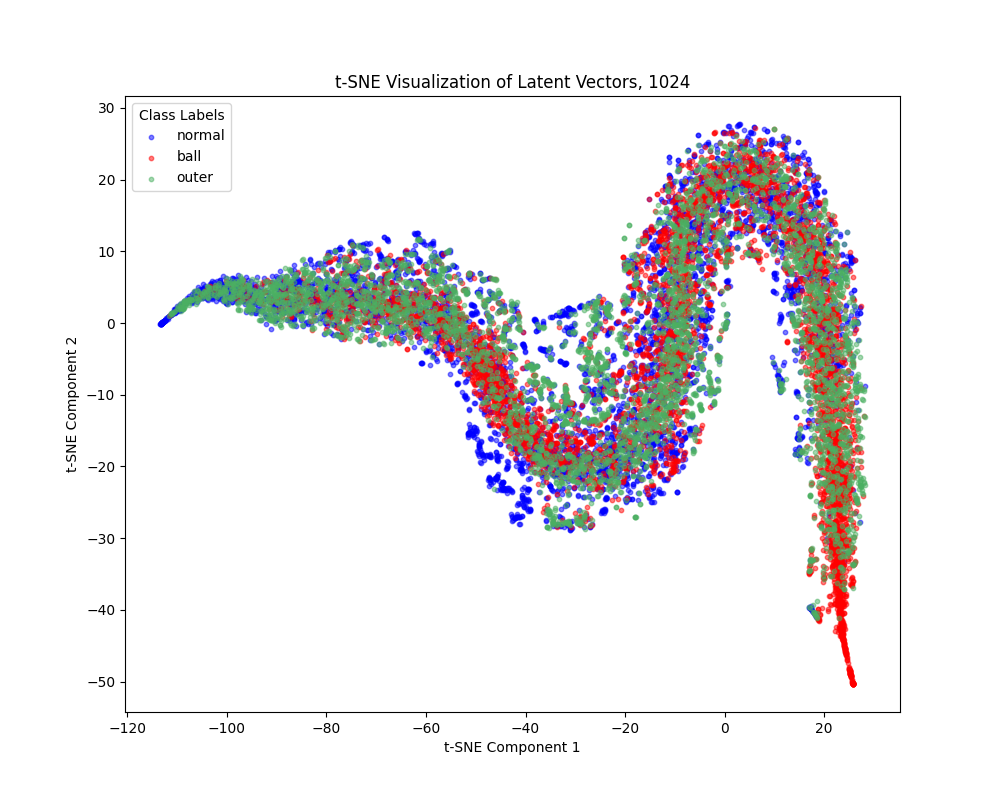 t-SNE Visualization of Latent Vectors, 1024
Class Labels
normal
ball
outer
30
20
10
0
−10
−20
−30
−40
−50
t-SNE Component 2
−120
−100
−80
−60
−40
−20
0
20
t-SNE Component 1